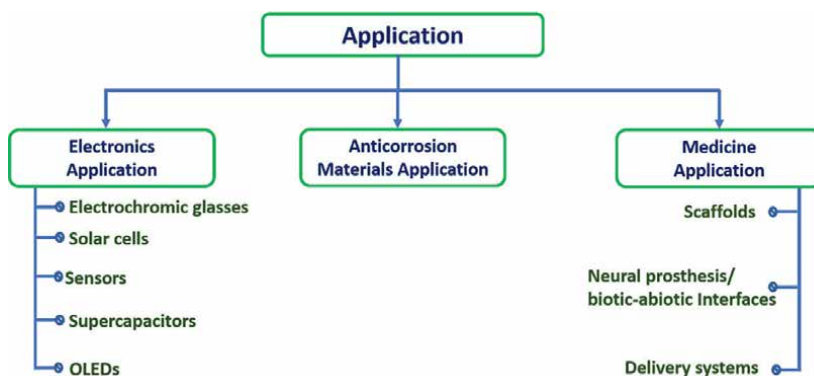 Application
Electronics
Application
Anticorrosion
Materials Application
Medicine
Application
Electrochromic glasses
Solar cells
Sensors
Supercapacitors
OLEDs
Scaffolds
Neural prosthesis/
biotic-abiotic Interfaces
Delivery systems